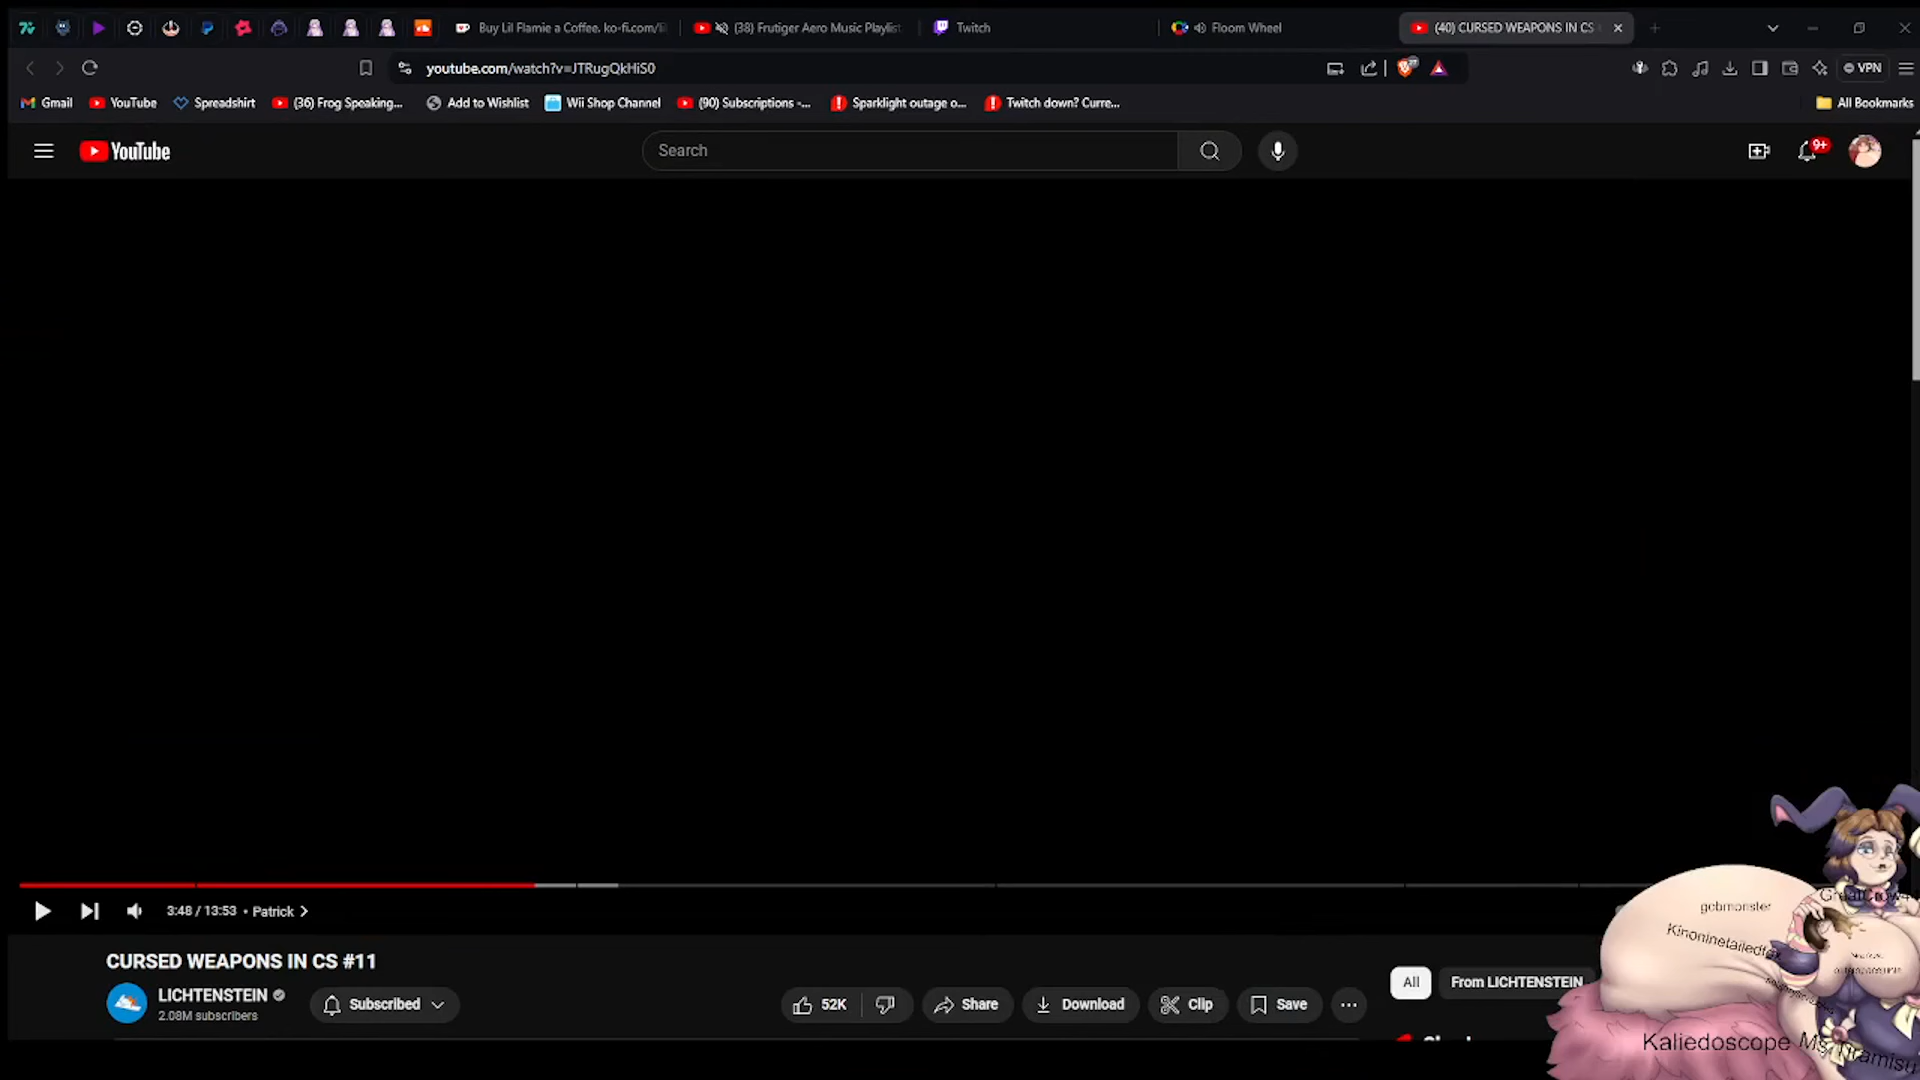 Buy Lil Flamie a Coffee. ko-fi.com/li
(38) Frutiger Aero Music Playlist
Twitch
Floom Wheel
(40) CURSED WEAPONS IN CS
youtube.com/watch?v=JTRugQkHiS0
VPN
Gmail
YouTube
Spreadshirt
(36) Frog Speaking...
Add to Wishlist
Wii Shop Channel
(90) Subscriptions -...
Sparklight outage o...
Twitch down? Curre...
All Bookmarks
YouTube
Search
9+
3:48 / 13:53 • Patrick
CURSED WEAPONS IN CS #11
LICHTENSTEIN
2.08M subscribers
Subscribed
52K
Share
Download
Clip
Save
All
From LICHTENSTEIN
gcbmonster
Kinoninetailedfox
Kaliedoscope
Ms Tiramisu